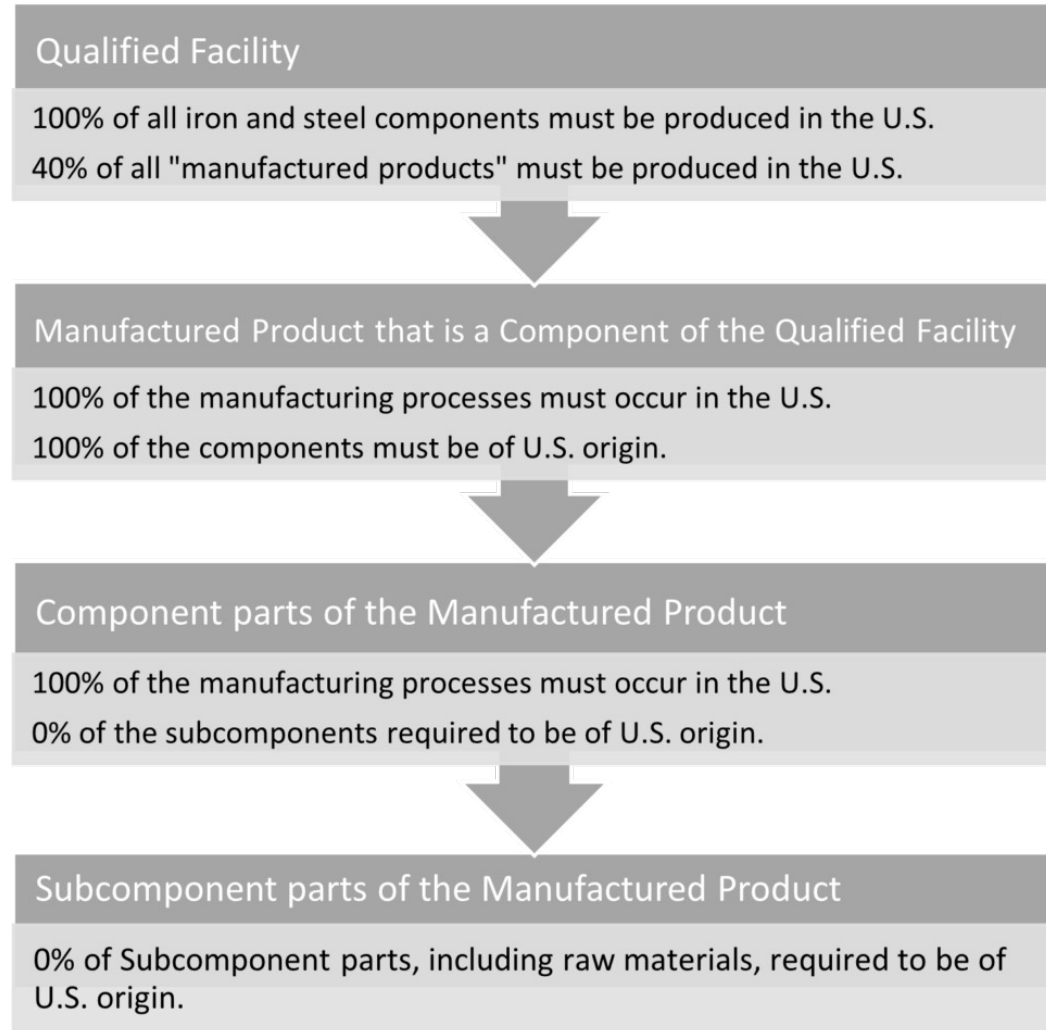 Qualified Facility
100% of all iron and steel components must be produced in the U.S.
40% of all "manufactured products" must be produced in the U.S.
Manufactured Product that is a Component of the Qualified Facility
100% of the manufacturing processes must occur in the U.S.
100% of the components must be of U.S. origin.
Component parts of the Manufactured Product
100% of the manufacturing processes must occur in the U.S.
0% of the subcomponents required to be of U.S. origin.
Subcomponent parts of the Manufactured Product
0% of Subcomponent parts, including raw materials, required to be of
U.S. origin.